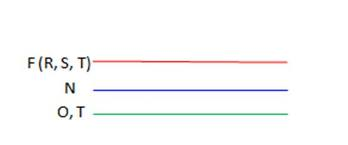 F (R, S, T)
N
O, T